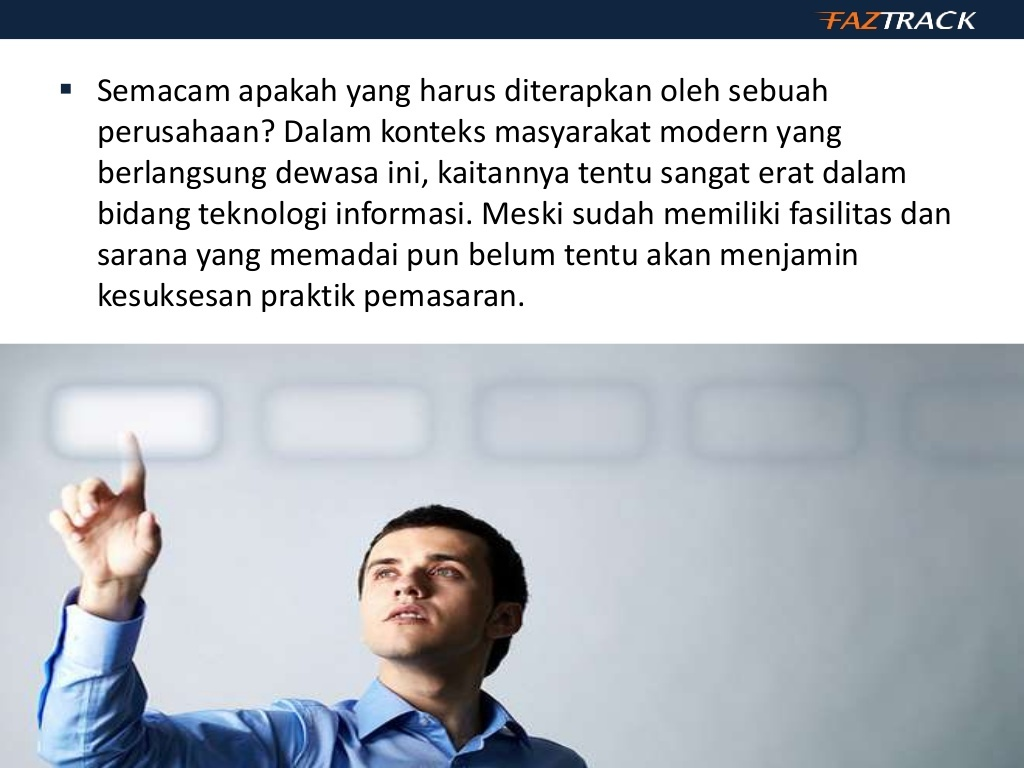 FAZTRACK
Semacam apakah yang harus diterapkan oleh sebuah
perusahaan? Dalam konteks masyarakat modern yang
berlangsung dewasa ini, kaitannya tentu sangat erat dalam
bidang teknologi informasi. Meski sudah memiliki fasilitas dan
sarana yang memadai pun belum tentu akan menjamin
kesuksesan praktik pemasaran.